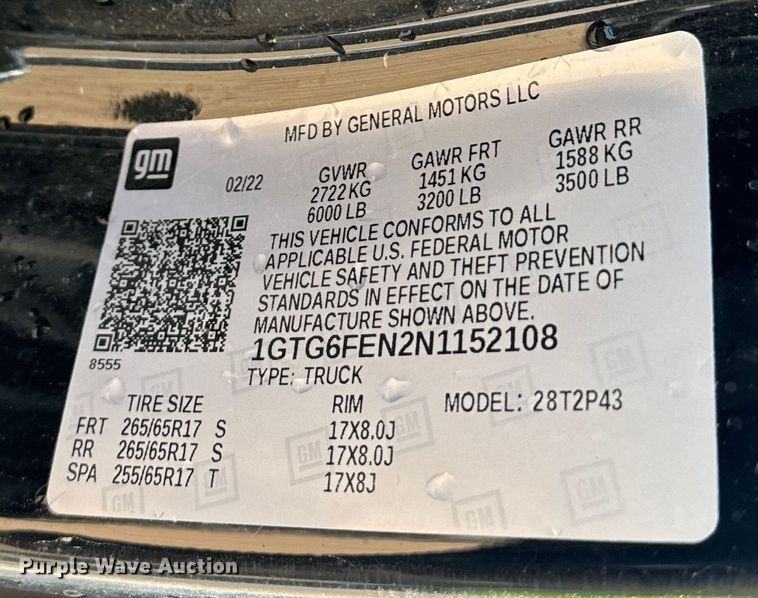 MFD BY GENERAL MOTORS LLC
gm
02/22
GVWR GAWR FRT GAWR RR
2722 KG 1451 KG 1588 KG
6000 LB 3200 LB 3500 LB
THIS VEHICLE CONFORMS TO ALL
APPLICABLE U.S. FEDERAL MOTOR
VEHICLE SAFETY AND THEFT PREVENTION
STANDARDS IN EFFECT ON THE DATE OF
MANUFACTURE SHOWN ABOVE.
8555
1GTG6FEN2N1152108
TYPE: TRUCK
TIRE SIZE RIM MODEL: 28T2P43
FRT 265/65R17 S 17X8.0J
RR 265/65R17 S 17X8.0J
SPA 255/65R17 T 17X8J
Purple Wave Auction